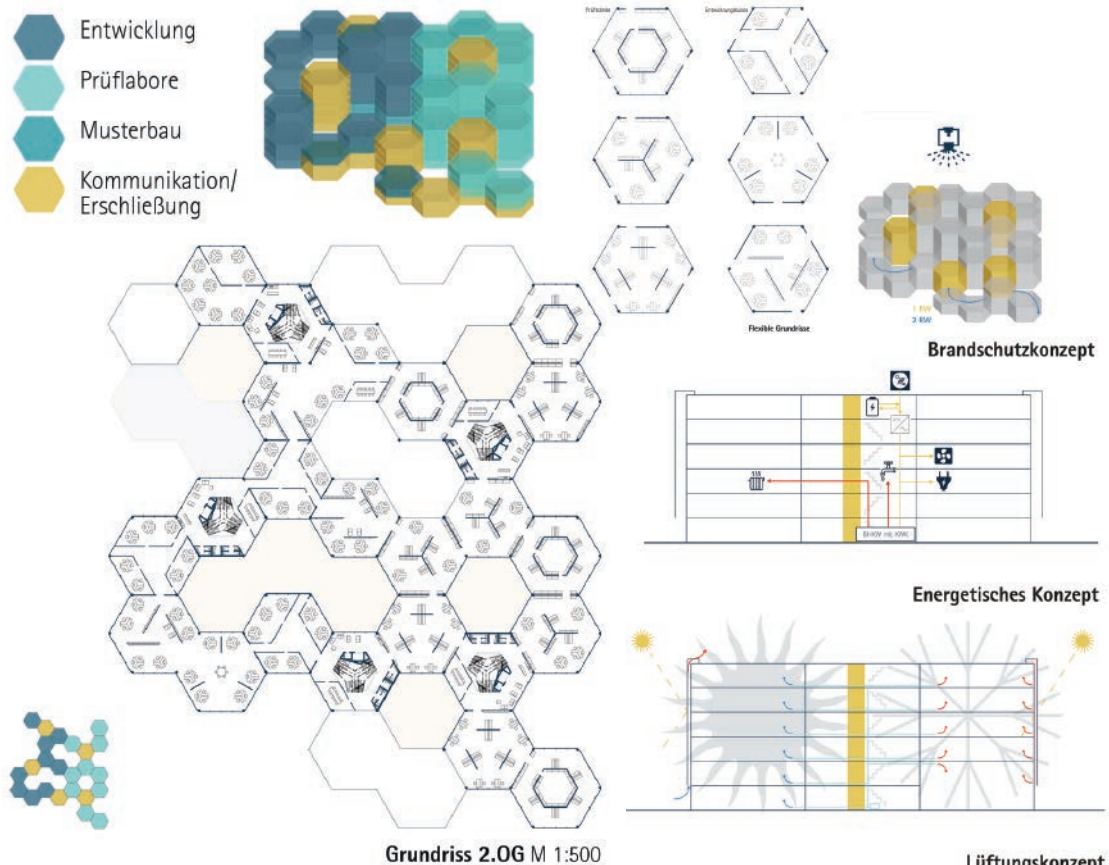 Entwicklung
Prüflabore
Musterbau
Kommunikation/
Erschließung
Prüfstände
Flexible Grundrisse
1 RW
2 RW
Brandschutzkonzept
Energetisches Konzept
Grundriss 2.OG M 1:500
Lüftungskonzept